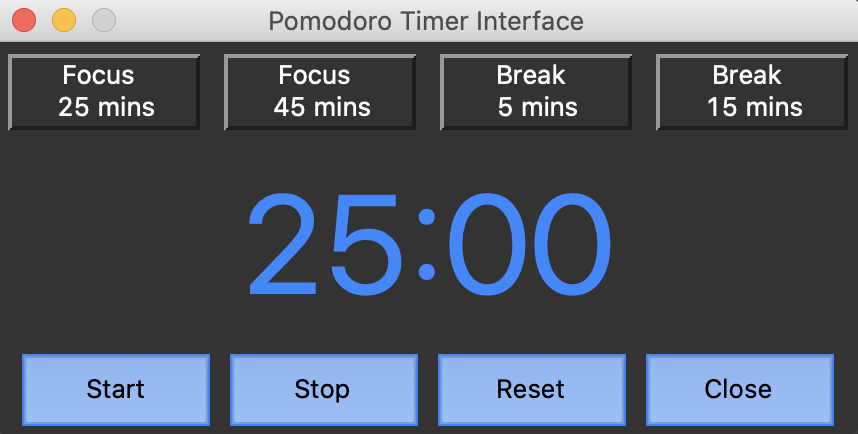 Pomodoro Timer Interface
Focus
25 mins
Focus
45 mins
Break
5 mins
Break
15 mins
25:00
Start
Stop
Reset
Close